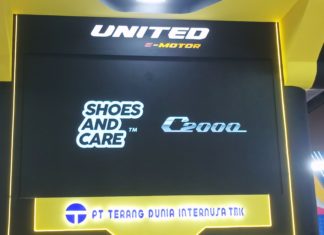 UNITED
E-MOTOR
SHOES
AND
CARE™
C2000
PT TERANG DUNIA INTERNUSA TBK